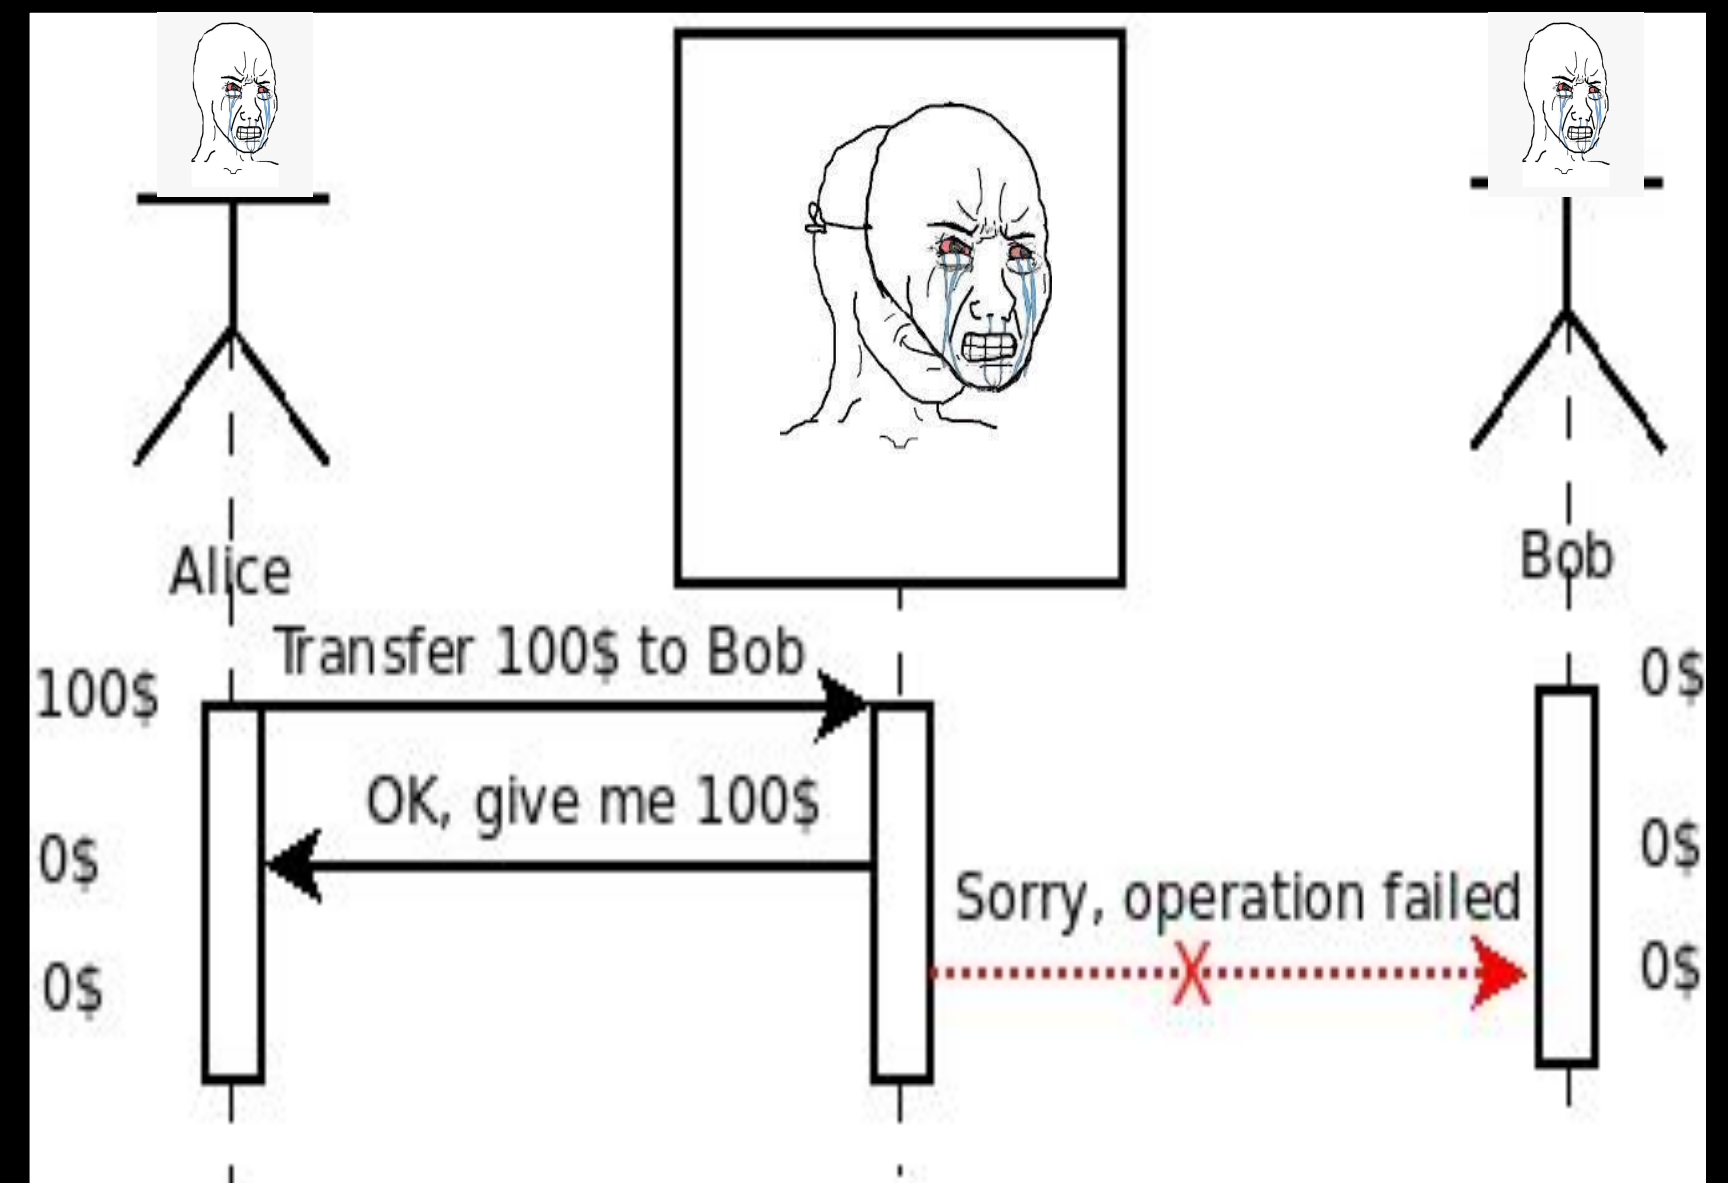 Alice
Bob
Transfer 100$ to Bob
100$
0$
OK, give me 100$
0$
0$
Sorry, operation failed
X
0$
0$